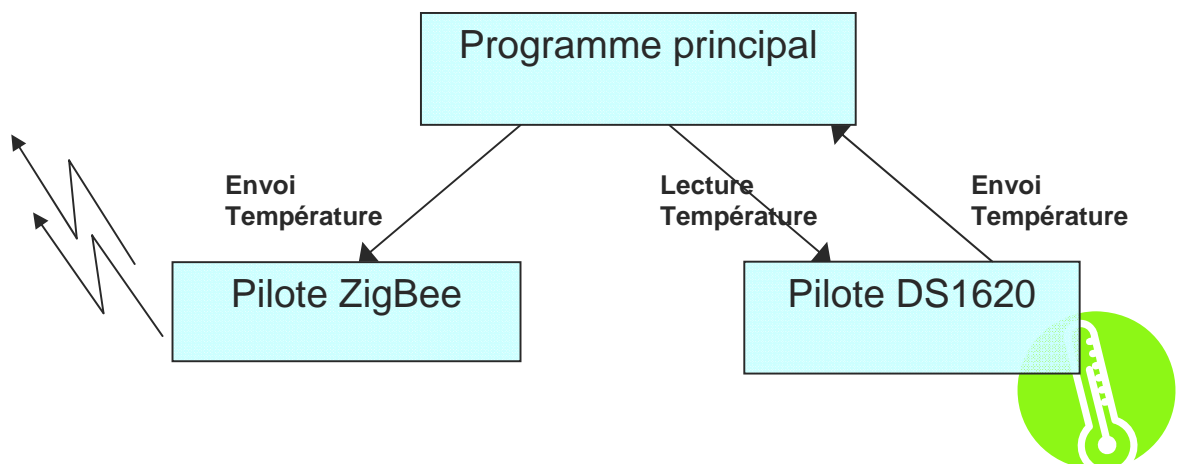 Programme principal
Envoi
Température
Lecture
Température
Envoi
Température
Pilote ZigBee
Pilote DS1620